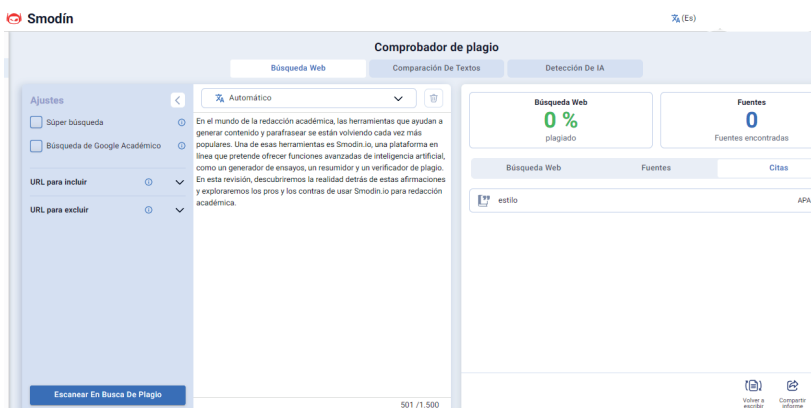 Smodín
(Es)
Comprobador de plagio
Búsqueda Web
Comparación De Textos
Detección De IA
Ajustes
Súper búsqueda
Búsqueda de Google Académico
URL para incluir
URL para excluir
Escanear En Busca De Plagio
Automático
En el mundo de la redacción académica, las herramientas que ayudan a
generar contenido y parafrasear se están volviendo cada vez más
populares. Una de esas herramientas es Smodin.io, una plataforma en
línea que pretende ofrecer funciones avanzadas de inteligencia artificial,
como un generador de ensayos, un resumidor y un verificador de plagio.
En esta revisión, descubriremos la realidad detrás de estas afirmaciones
y exploraremos los pros y los contras de usar Smodin.io para redacción
académica.
501 /1.500
Búsqueda Web
0 %
plagiado
Fuentes
0
Fuentes encontradas
Búsqueda Web
Fuentes
Citas
estilo
APA
Volver a
escribir
Compartir
informe